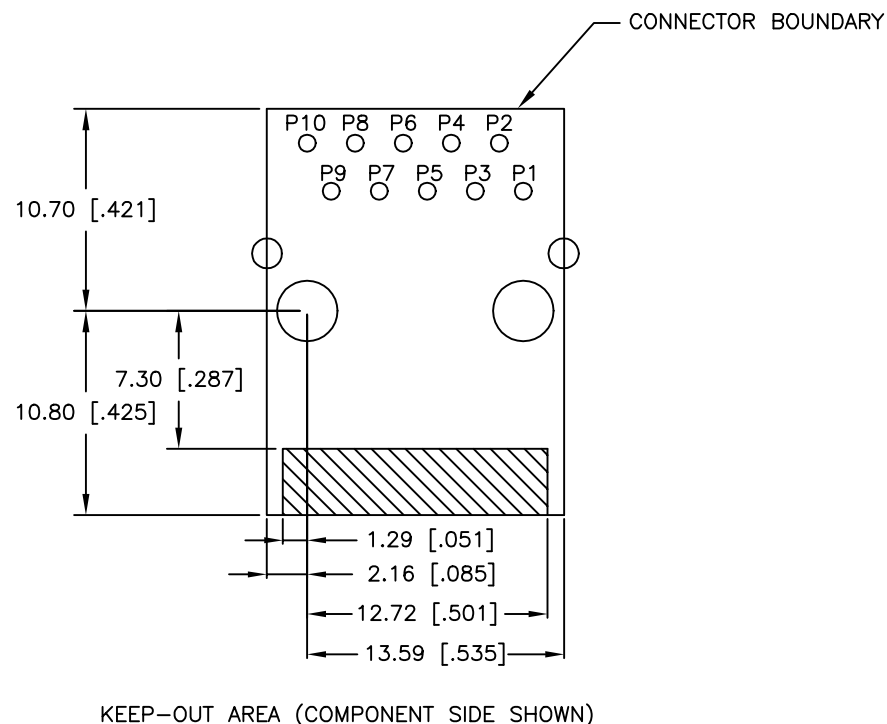 CONNECTOR BOUNDARY
P10 P8 P6 P4 P2
P9 P7 P5 P3 P1
10.70 [.421]
7.30 [.287]
10.80 [.425]
1.29 [.051]
2.16 [.085]
12.72 [.501]
13.59 [.535]
KEEP-OUT AREA (COMPONENT SIDE SHOWN)